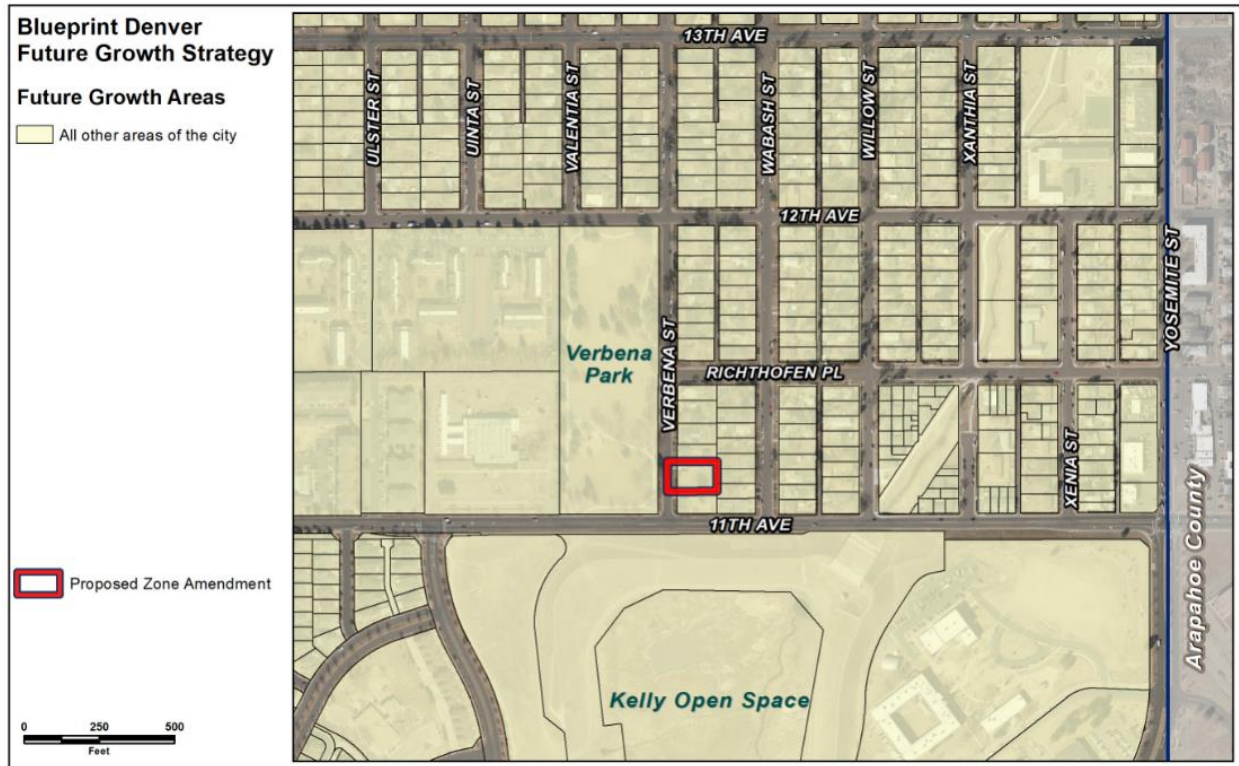 Blueprint Denver
Future Growth Strategy
Future Growth Areas
All other areas of the city
Proposed Zone Amendment
0 250 500
Feet
13TH AVE
ULSTER ST
UINTA ST
VALENTIA ST
WABASH ST
WILLOW ST
XANTHIA ST
12TH AVE
YOSEMITE ST
VERBENA ST
Verbena
Park
RICHTHOFEN PL
XENIA ST
11TH AVE
Arapahoe County
Kelly Open Space